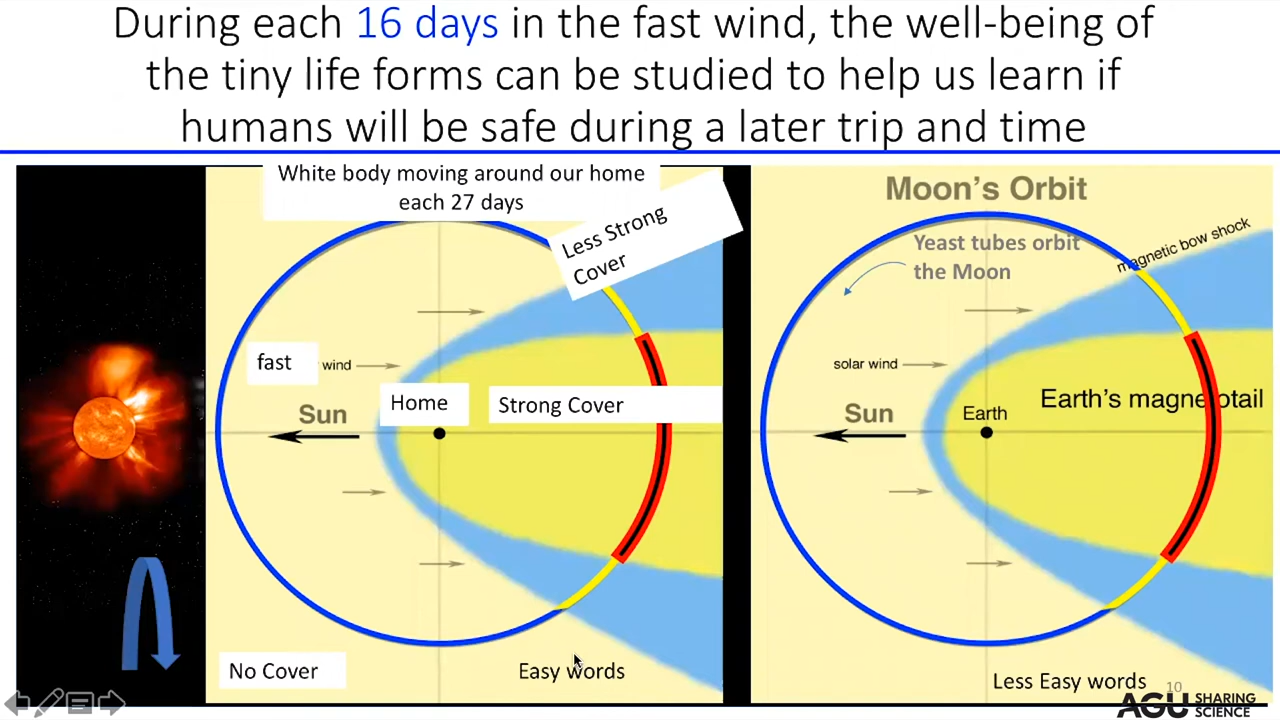 During each 16 days in the fast wind, the well-being of
the tiny life forms can be studied to help us learn if
humans will be safe during a later trip and time
White body moving around our home
each 27 days
Less Strong
Cover
fast
wind
Home
Strong Cover
Sun
No Cover
Easy words
Moon's Orbit
Yeast tubes orbit
the Moon
magnetic bow shock
solar wind
Earth's magnetotail
Earth
Sun
Less Easy words
10
AGU SHARING
SCIENCE